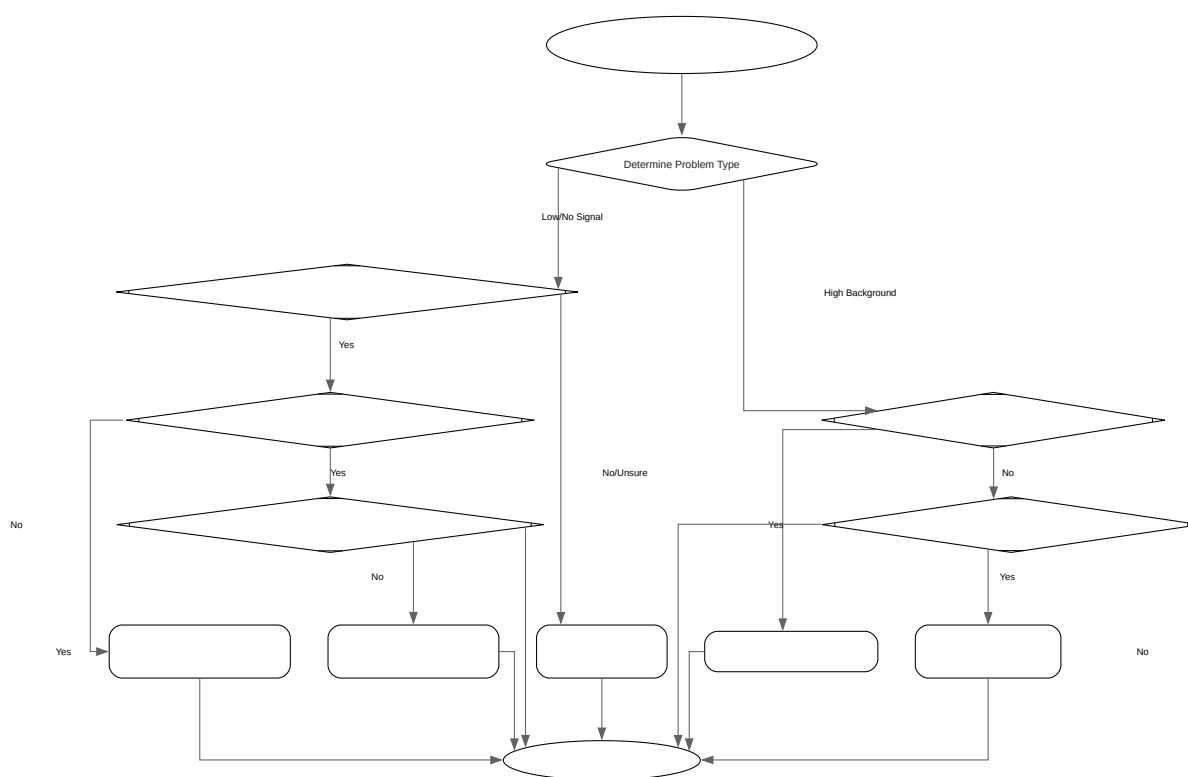 Determine Problem Type
Low/No Signal
High Background
Yes
Yes
No/Unsure
No
No
Yes
No
Yes
Yes
No